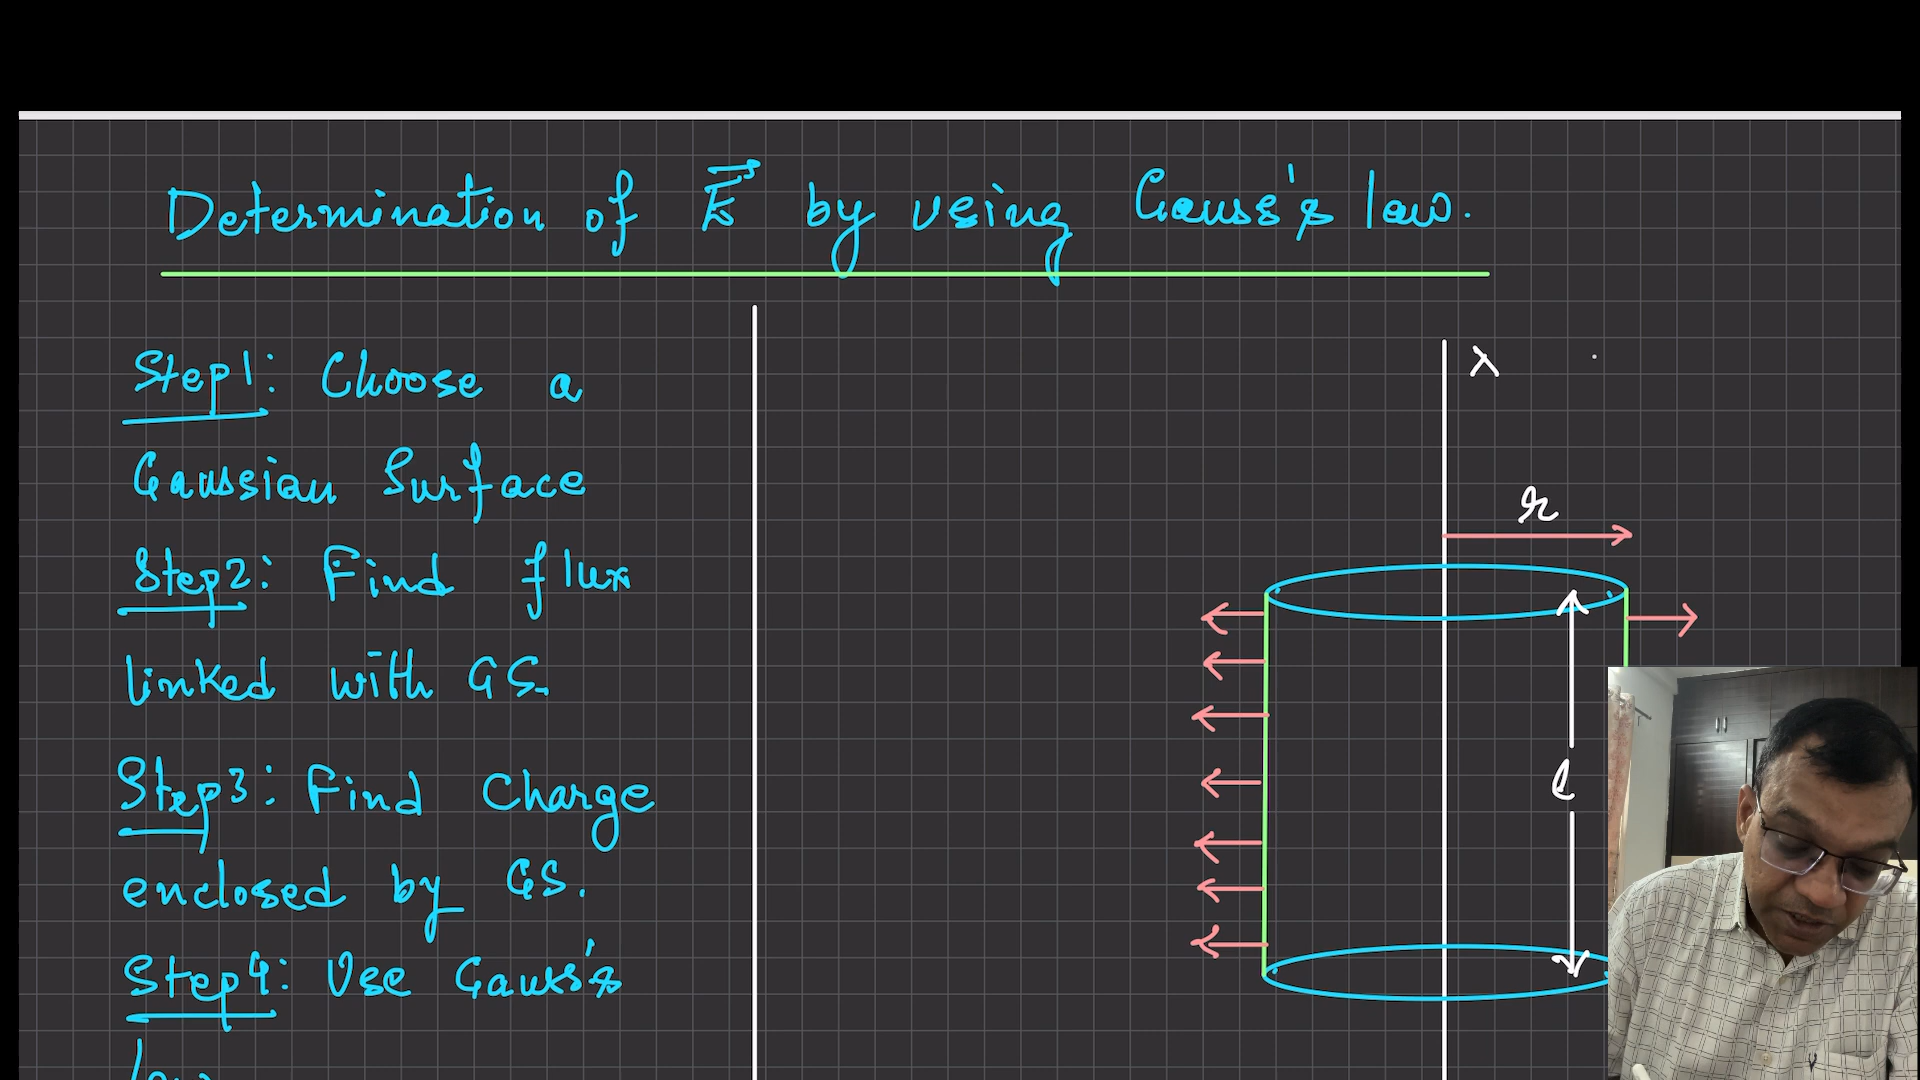 Determination of E by using Gauss's law.
Step1: Choose a
Gaussian Surface
Step2: Find flux
linked with GS.
Step3: Find Charge
enclosed by GS.
Step4: Use Gauss's
law
λ
r
l